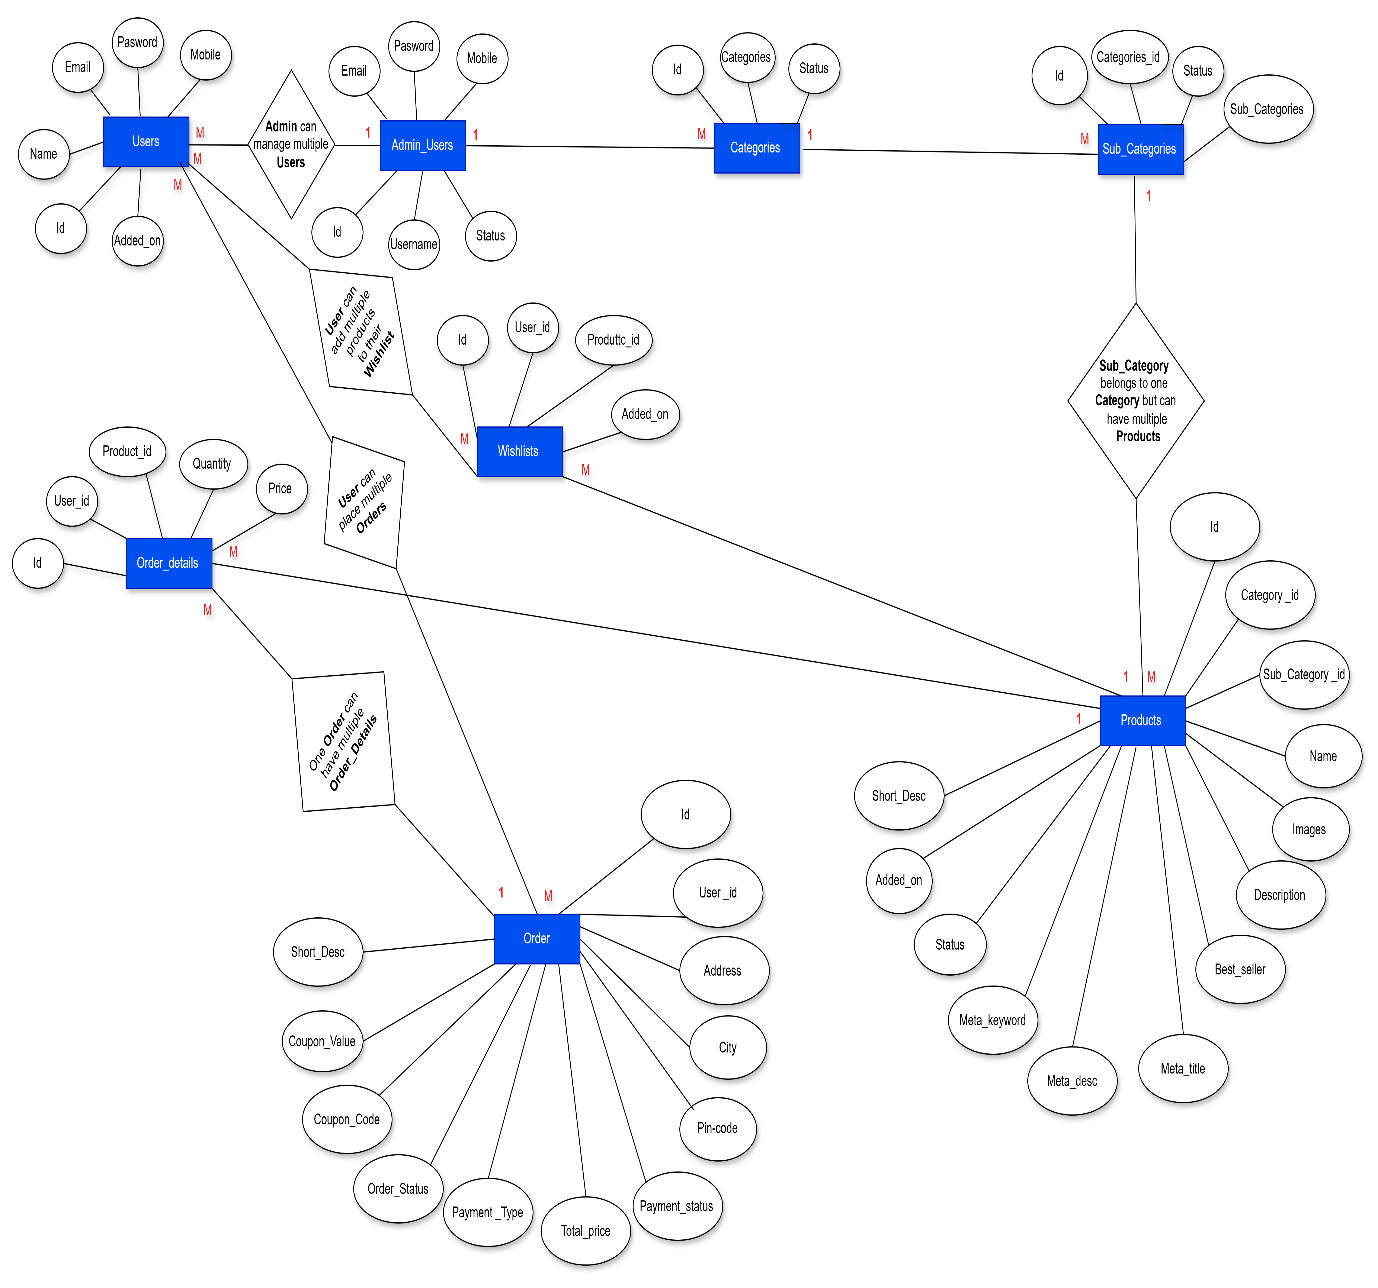 Pasword
Mobile
Email
Users
Name
Id
Added_on
M
M
M
Admin can
manage multiple
Users
1
Pasword
Mobile
Email
Admin_Users
Id
Username
Status
1
M
Id
Categories
Status
Categories
1
M
Id
Categories_id
Status
Sub_Categories
Sub_Categories
1
User can
add multiple
products
to their
Wishlist
Id
User_id
Produttc_id
Added_on
Wishlists
M
M
Sub_Category
belongs to one
Category but can
have multiple
Products
User can
place multiple
Orders
Product_id
Quantity
User_id
Price
Id
Order_details
M
M
One Order can
have multiple
Order_Details
Id
Category _id
Sub_Category _id
Name
Images
Description
Best_seller
Meta_title
Meta_desc
Meta_keyword
Status
Added_on
Short_Desc
1
M
1
Products
1
M
Order
Id
User _id
Address
City
Pin-code
Payment_status
Total_price
Payment _Type
Order_Status
Coupon_Code
Coupon_Value
Short_Desc